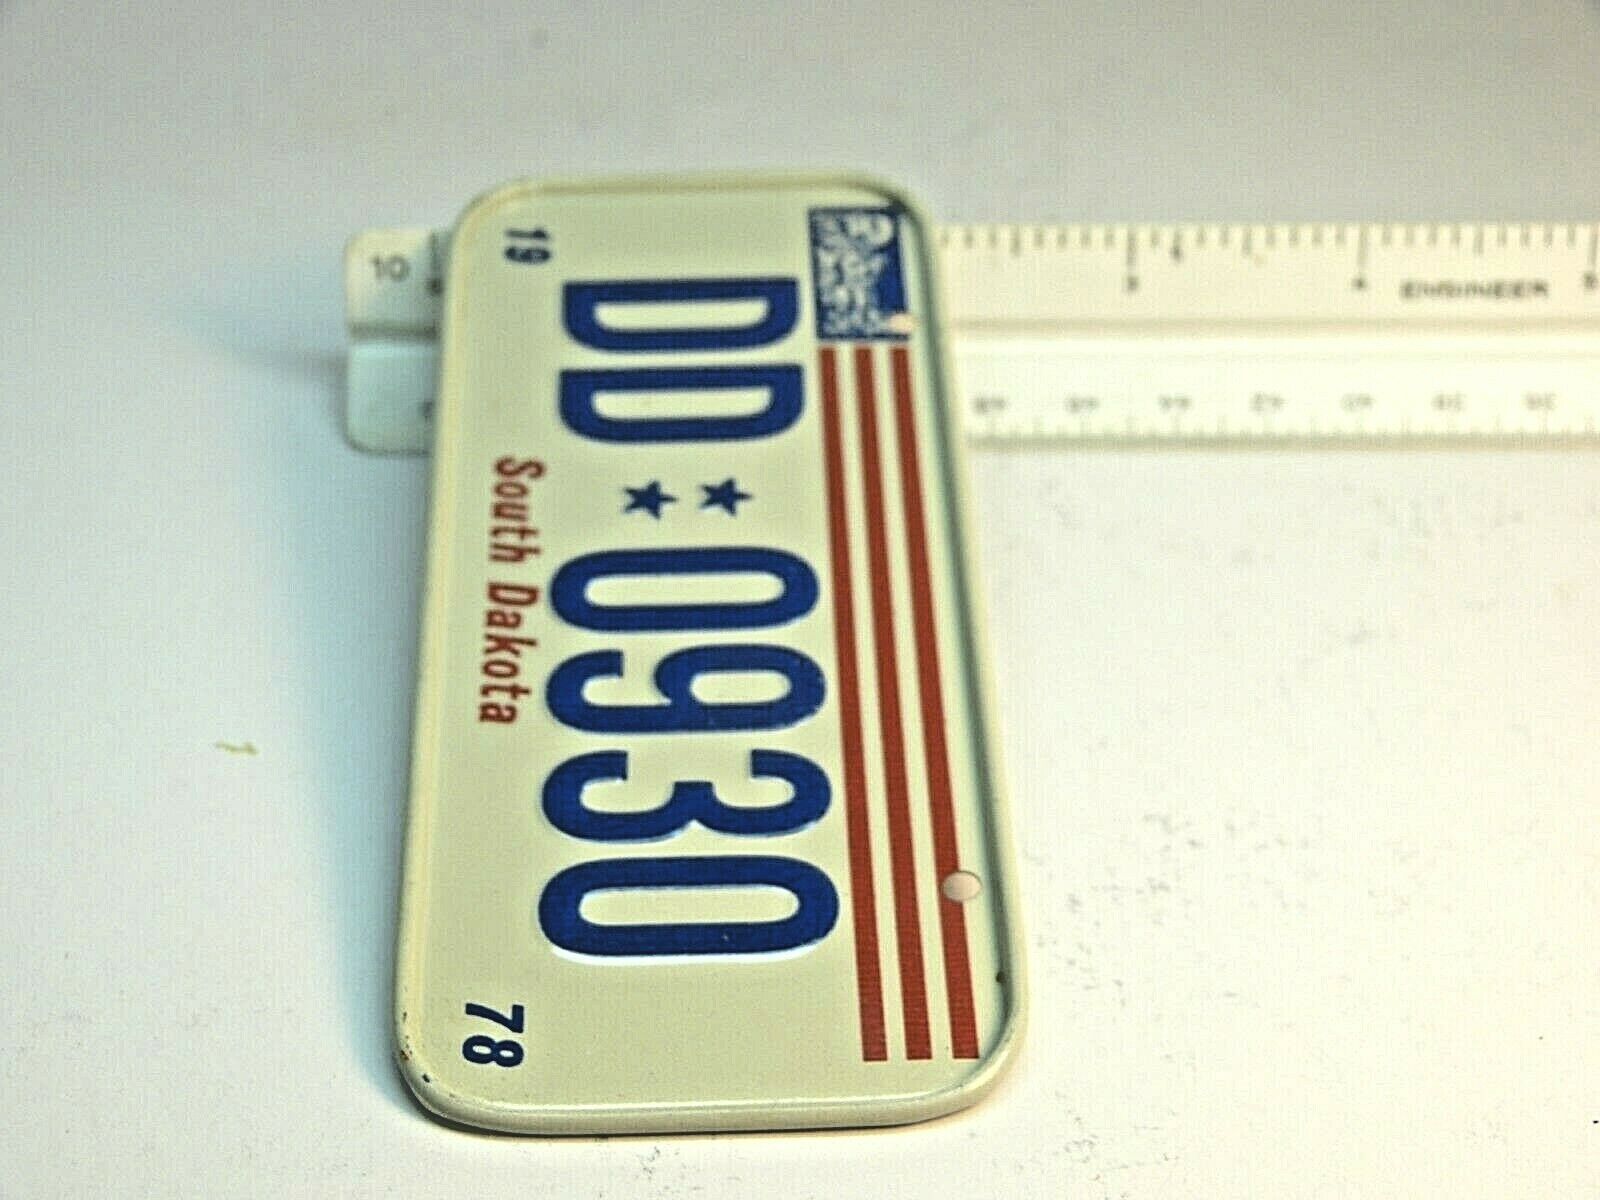 DD★★0930
19 South Dakota 78
10
ENGINEER